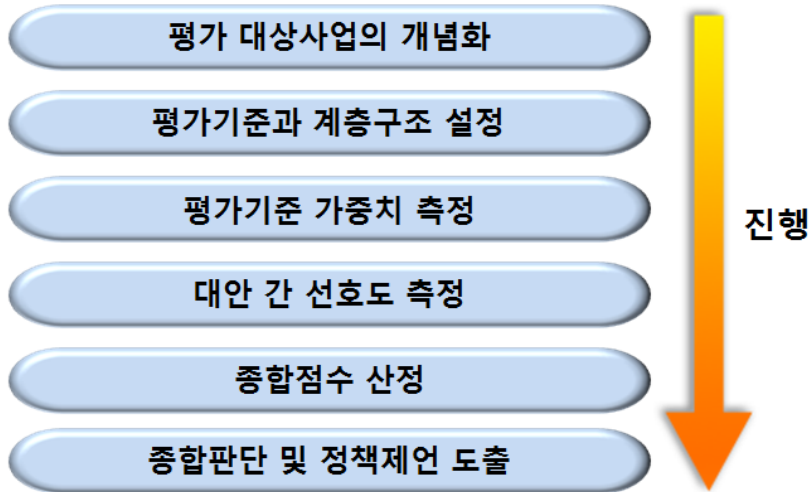 평가 대상사업의 개념화
평가기준과 계층구조 설정
평가기준 가중치 측정
대안 간 선호도 측정
종합점수 산정
종합판단 및 정책제언 도출
진행